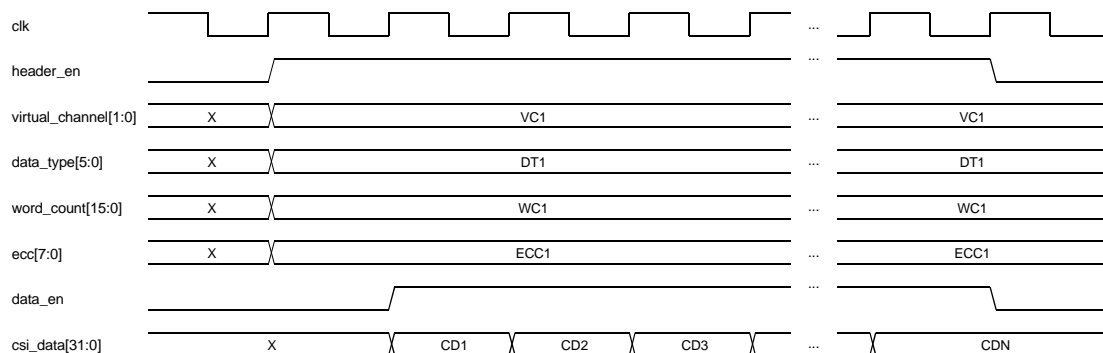 clk ...
header_en ...
virtual_channel[1:0] X VC1 ... VC1
data_type[5:0] X DT1 ... DT1
word_count[15:0] X WC1 ... WC1
ecc[7:0] X ECC1 ... ECC1
data_en ...
csi_data[31:0] X CD1 CD2 CD3 ... CDN